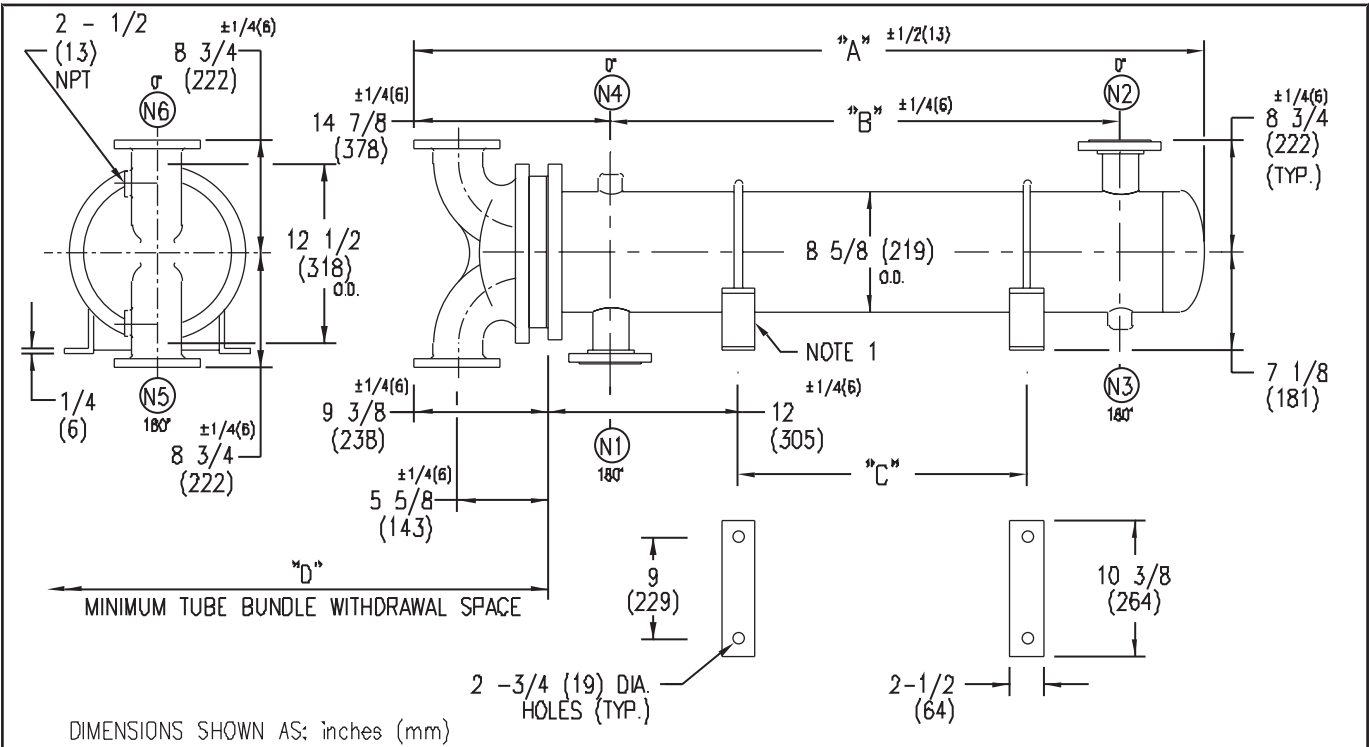 2 - 1/2
(13)
NPT
±1/4(6)
8 3/4
(222)
0°
N6
12 1/2
(318)
O.D.
1/4
(6)
N5
180°
±1/4(6)
8 3/4
(222)
"A" ±1/2(13)
±1/4(6)
14 7/8
(378)
0°
N4
"B" ±1/4(6)
0°
N2
±1/4(6)
8 3/4
(222)
(TYP.)
8 5/8 (219)
O.D.
NOTE 1
7 1/8
(181)
N3
180°
±1/4(6)
9 3/8
(238)
N1
180°
±1/4(6)
12
(305)
"C"
±1/4(6)
5 5/8
(143)
"D"
MINIMUM TUBE BUNDLE WITHDRAWAL SPACE
9
(229)
10 3/8
(264)
2 -3/4 (19) DIA.
HOLES (TYP.)
2-1/2
(64)
DIMENSIONS SHOWN AS: inches (mm)